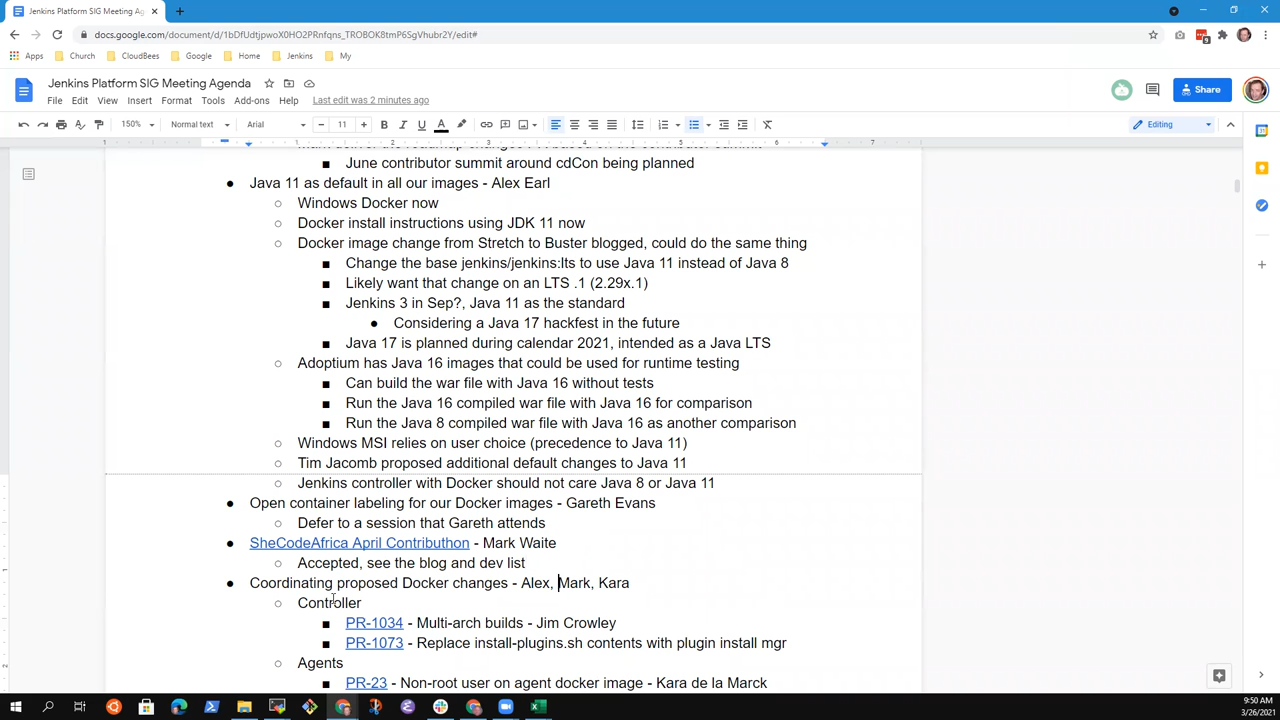 Jenkins Platform SIG Meeting Age
docs.google.com/document/d/1bDfUdtjpwoX0HO2PRnfqns_TROBOK8tmP6SgVhubr2Y/edit#
Apps Church CloudBees Google Home Jenkins My
Jenkins Platform SIG Meeting Agenda
File Edit View Insert Format Tools Add-ons Help Last edit was 2 minutes ago
Share
150% Normal text Arial 11 Editing
June contributor summit around cdCon being planned
Java 11 as default in all our images - Alex Earl
Windows Docker now
Docker install instructions using JDK 11 now
Docker image change from Stretch to Buster blogged, could do the same thing
Change the base jenkins/jenkins:lts to use Java 11 instead of Java 8
Likely want that change on an LTS .1 (2.29x.1)
Jenkins 3 in Sep?, Java 11 as the standard
Considering a Java 17 hackfest in the future
Java 17 is planned during calendar 2021, intended as a Java LTS
Adoptium has Java 16 images that could be used for runtime testing
Can build the war file with Java 16 without tests
Run the Java 16 compiled war file with Java 16 for comparison
Run the Java 8 compiled war file with Java 16 as another comparison
Windows MSI relies on user choice (precedence to Java 11)
Tim Jacomb proposed additional default changes to Java 11
Jenkins controller with Docker should not care Java 8 or Java 11
Open container labeling for our Docker images - Gareth Evans
Defer to a session that Gareth attends
SheCodeAfrica April Contributhon - Mark Waite
Accepted, see the blog and dev list
Coordinating proposed Docker changes - Alex, Mark, Kara
Controller
PR-1034 - Multi-arch builds - Jim Crowley
PR-1073 - Replace install-plugins.sh contents with plugin install mgr
Agents
PR-23 - Non-root user on agent docker image - Kara de la Marck
9:50 AM
3/26/2021